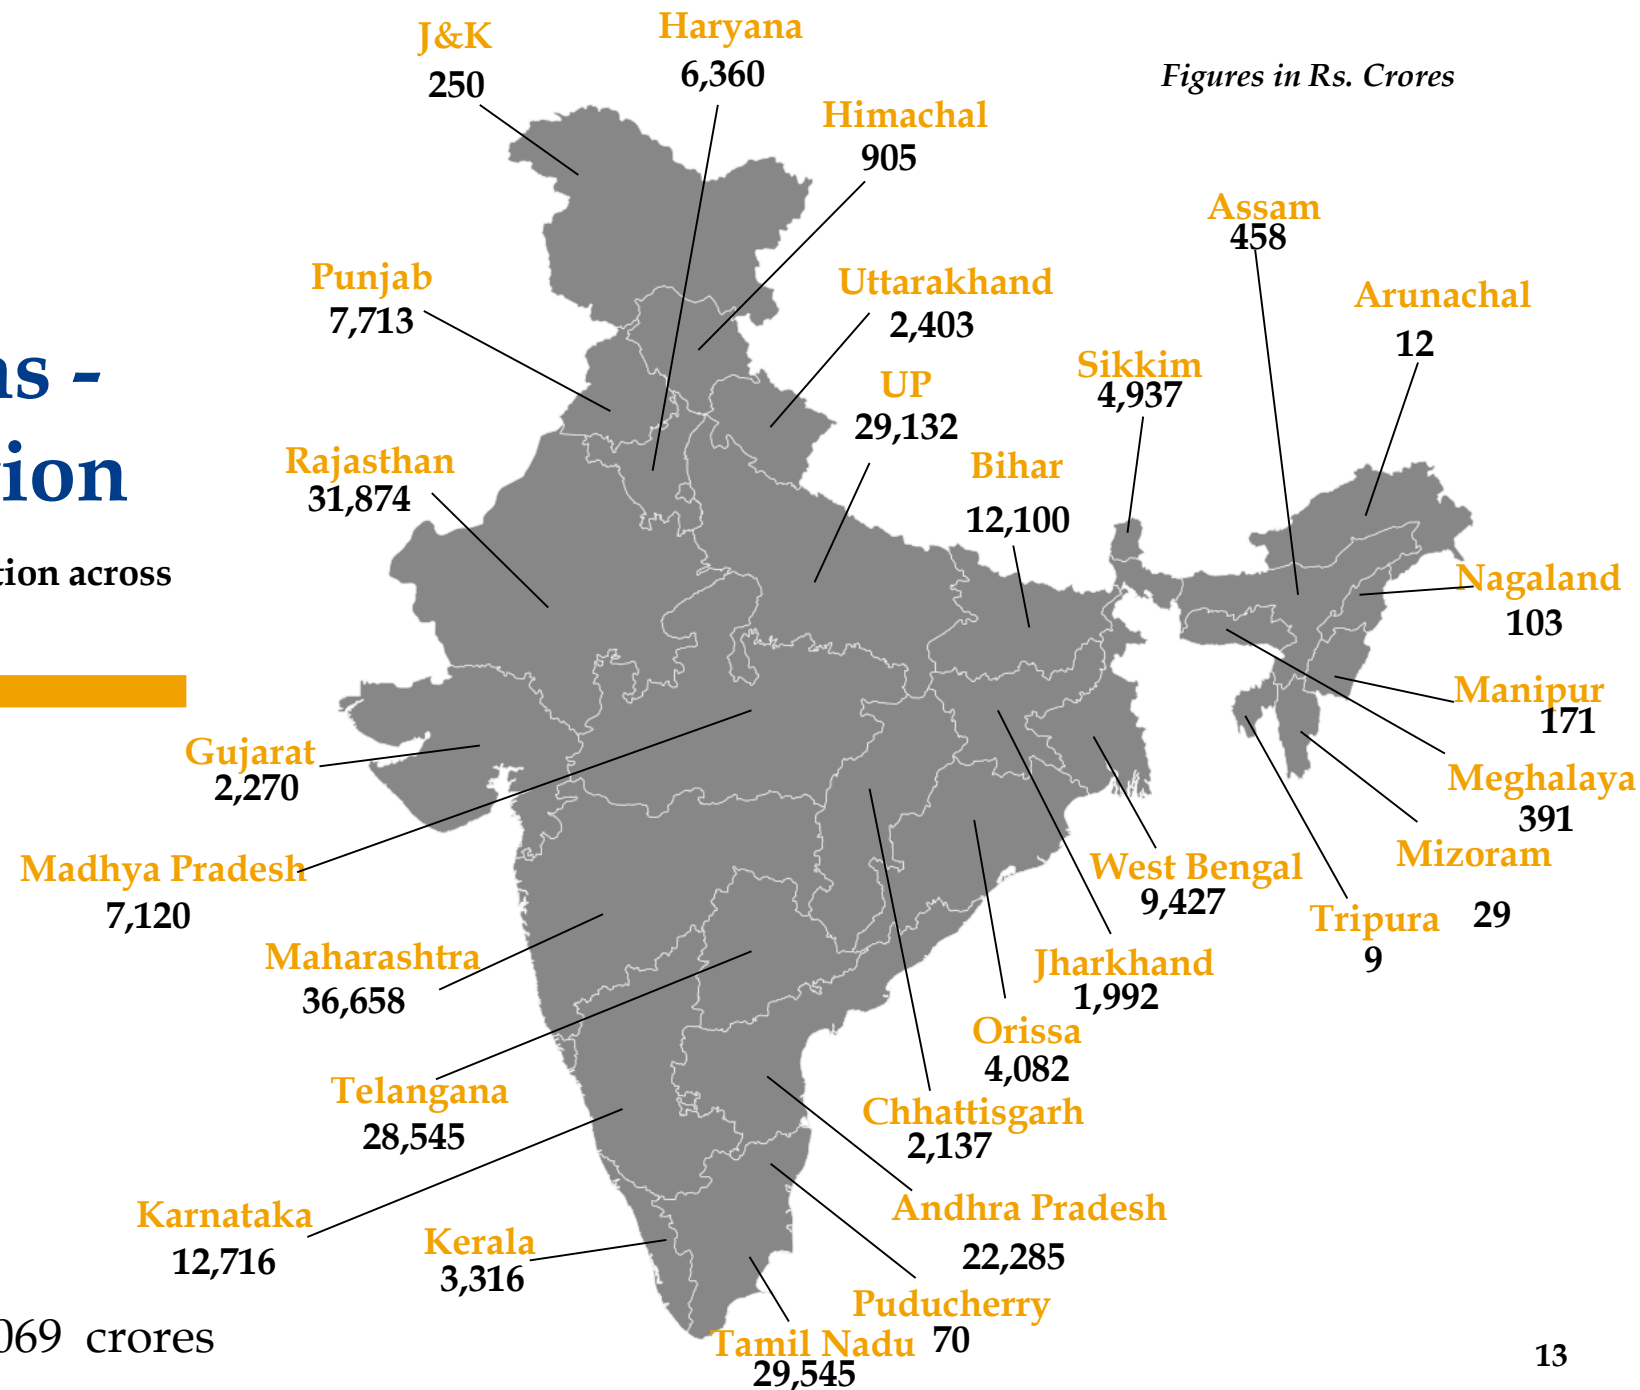 J&K
250
Haryana
6,360
Figures in Rs. Crores
Himachal
905
Assam
458
Punjab
7,713
Uttarakhand
2,403
Arunachal
12
Sikkim
4,937
UP
29,132
ns -
ion
Rajasthan
31,874
Bihar
12,100
tion across
Nagaland
103
Manipur
171
Gujarat
2,270
Meghalaya
391
Madhya Pradesh
7,120
West Bengal
9,427
Mizoram
29
Tripura
9
Maharashtra
36,658
Jharkhand
1,992
Orissa
4,082
Telangana
28,545
Chhattisgarh
2,137
Karnataka
12,716
Kerala
3,316
Andhra Pradesh
22,285
Puducherry
70
Tamil Nadu
29,545
069 crores
13